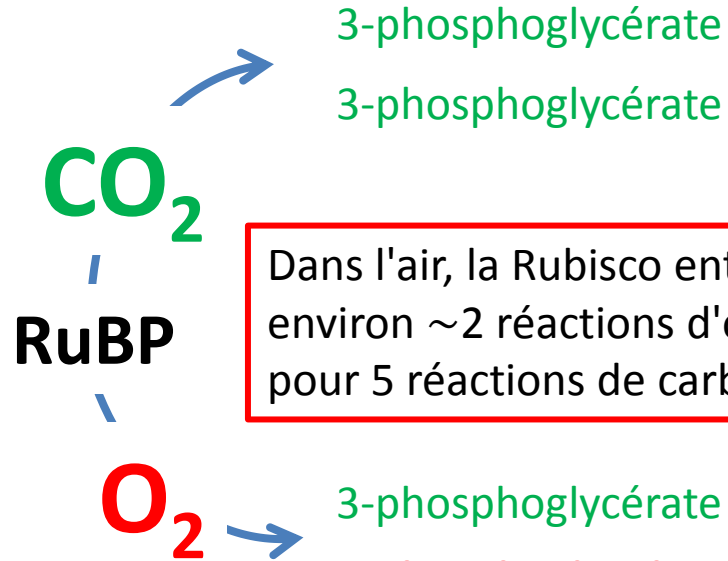 3-phosphoglycérate
3-phosphoglycérate
CO₂
Dans l'air, la Rubisco
environ ~2 réactions
pour 5 réactions de
RuBP
O₂
3-phosphoglycérate